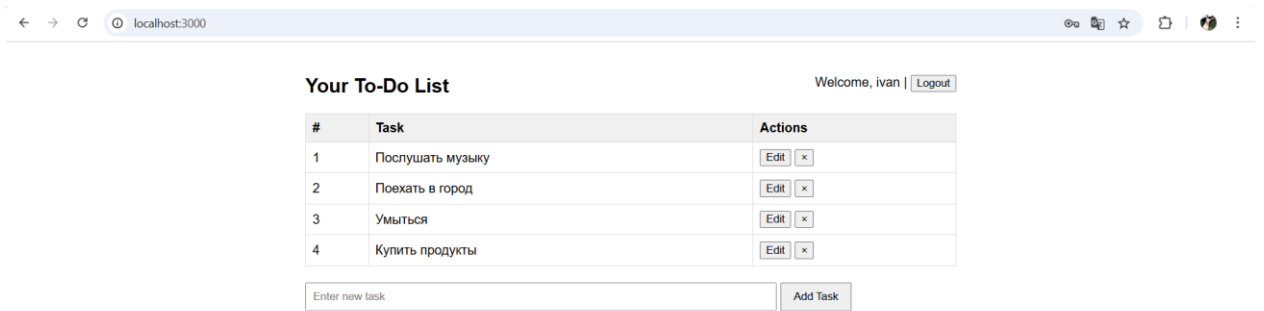 localhost:3000
Your To-Do List
Welcome, ivan | Logout
# Task Actions
1 Послушать музыку Edit ×
2 Поехать в город Edit ×
3 Умыться Edit ×
4 Купить продукты Edit ×
Enter new task Add Task